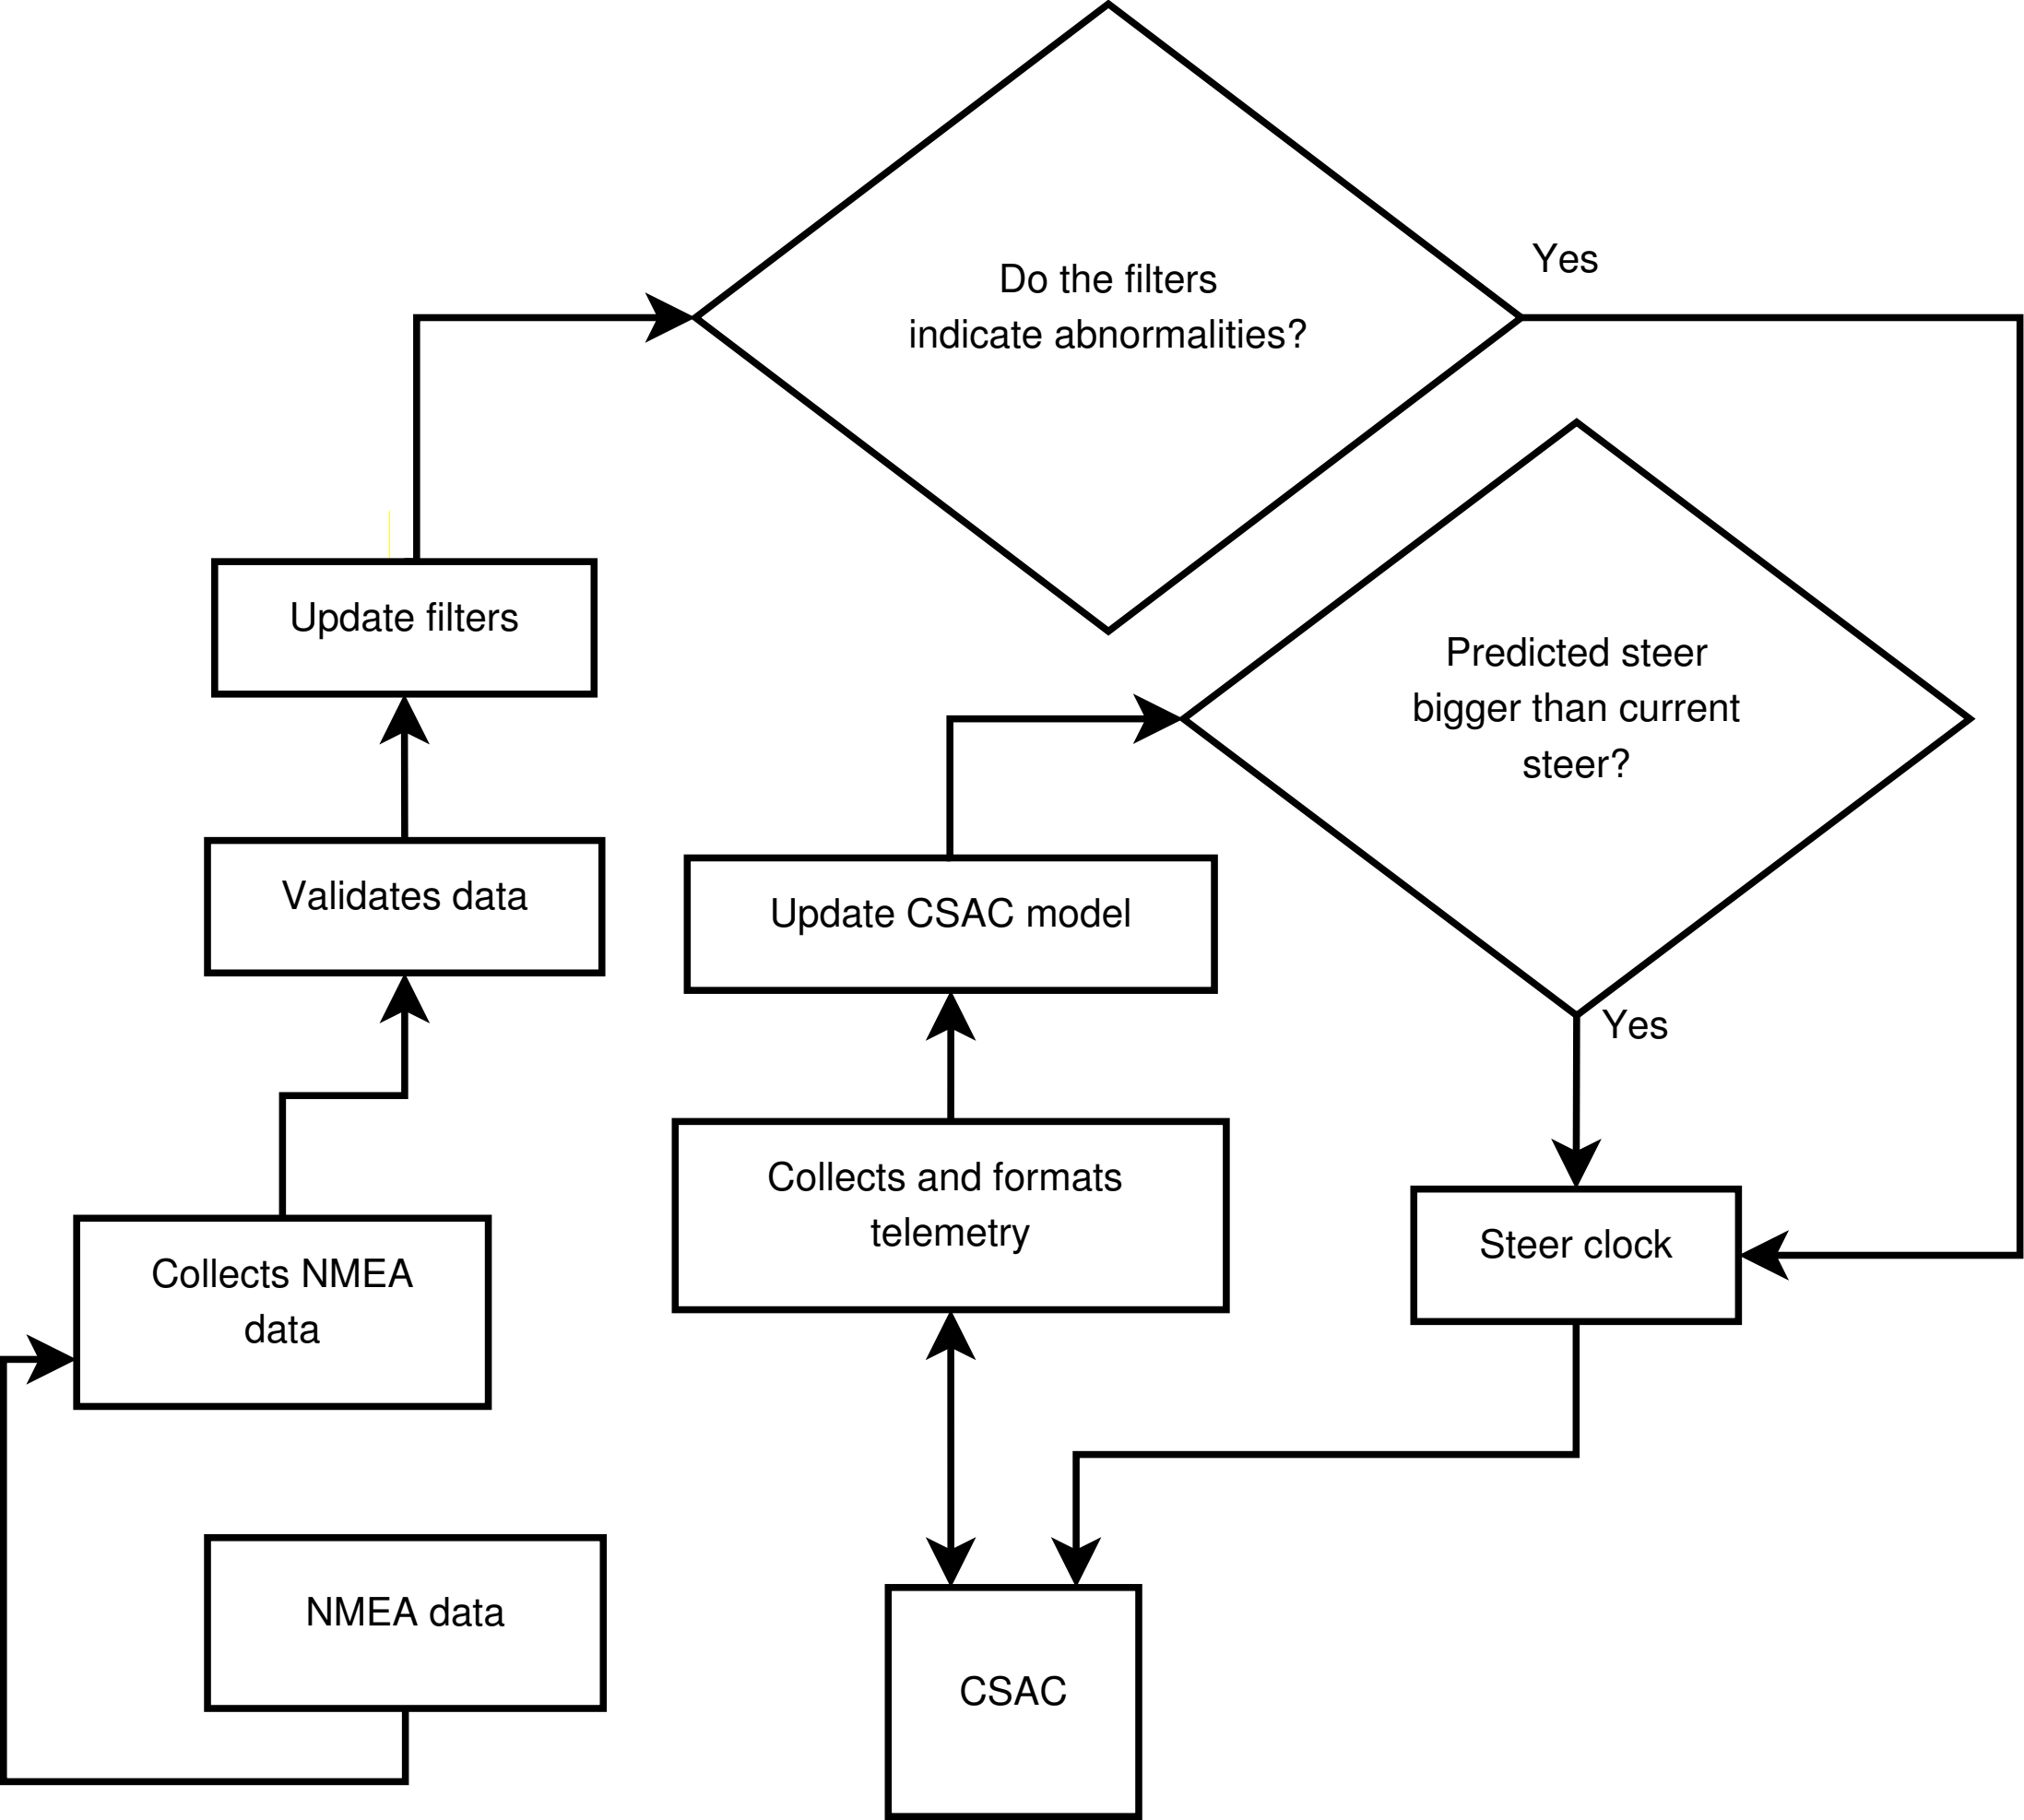 Do the filters
indicate abnormalities?
Yes
Update filters
Predicted steer
bigger than current
steer?
Validates data
Update CSAC model
Yes
Collects and formats
telemetry
Steer clock
Collects NMEA
data
NMEA data
CSAC